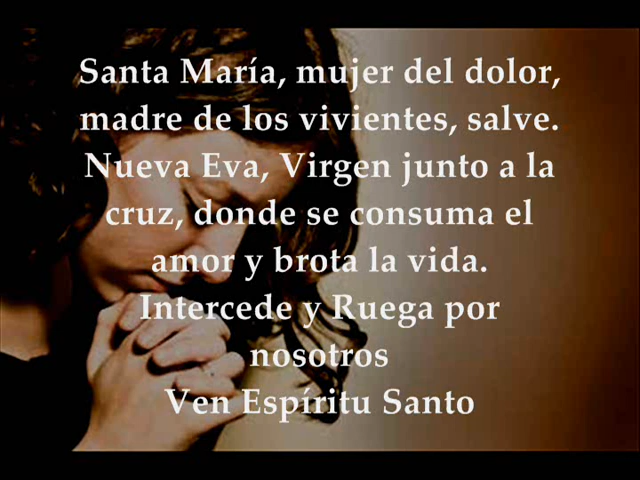 Santa María, mujer del dolor,
madre de los vivientes, salve.
Nueva Eva, Virgen junto a la
cruz, donde se consuma el
amor y brota la vida.
Intercede y Ruega por
nosotros
Ven Espíritu Santo